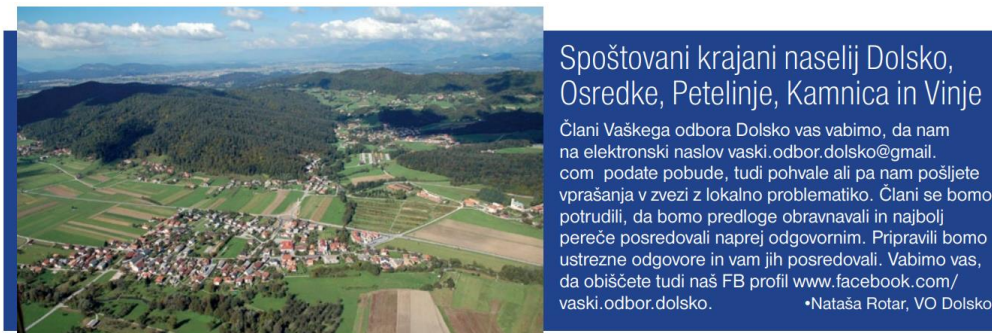 Spoštovani krajani naselij Dolsko,
Osredke, Petelinje, Kamnica in Vinje
Člani Vaškega odbora Dolsko vas vabimo, da nam
na elektronski naslov vaski.odbor.dolsko@gmail.
com podate pobude, tudi pohvale ali pa nam pošljete
vprašanja v zvezi z lokalno problematiko. Člani se bomo
potrudili, da bomo predloge obravnavali in najbolj
pereče posredovali naprej odgovornim. Pripravili bomo
ustrezne odgovore in vam jih posredovali. Vabimo vas,
da obiščete tudi naš FB profil www.facebook.com/
vaski.odbor.dolsko. •Nataša Rotar, VO Dolsko